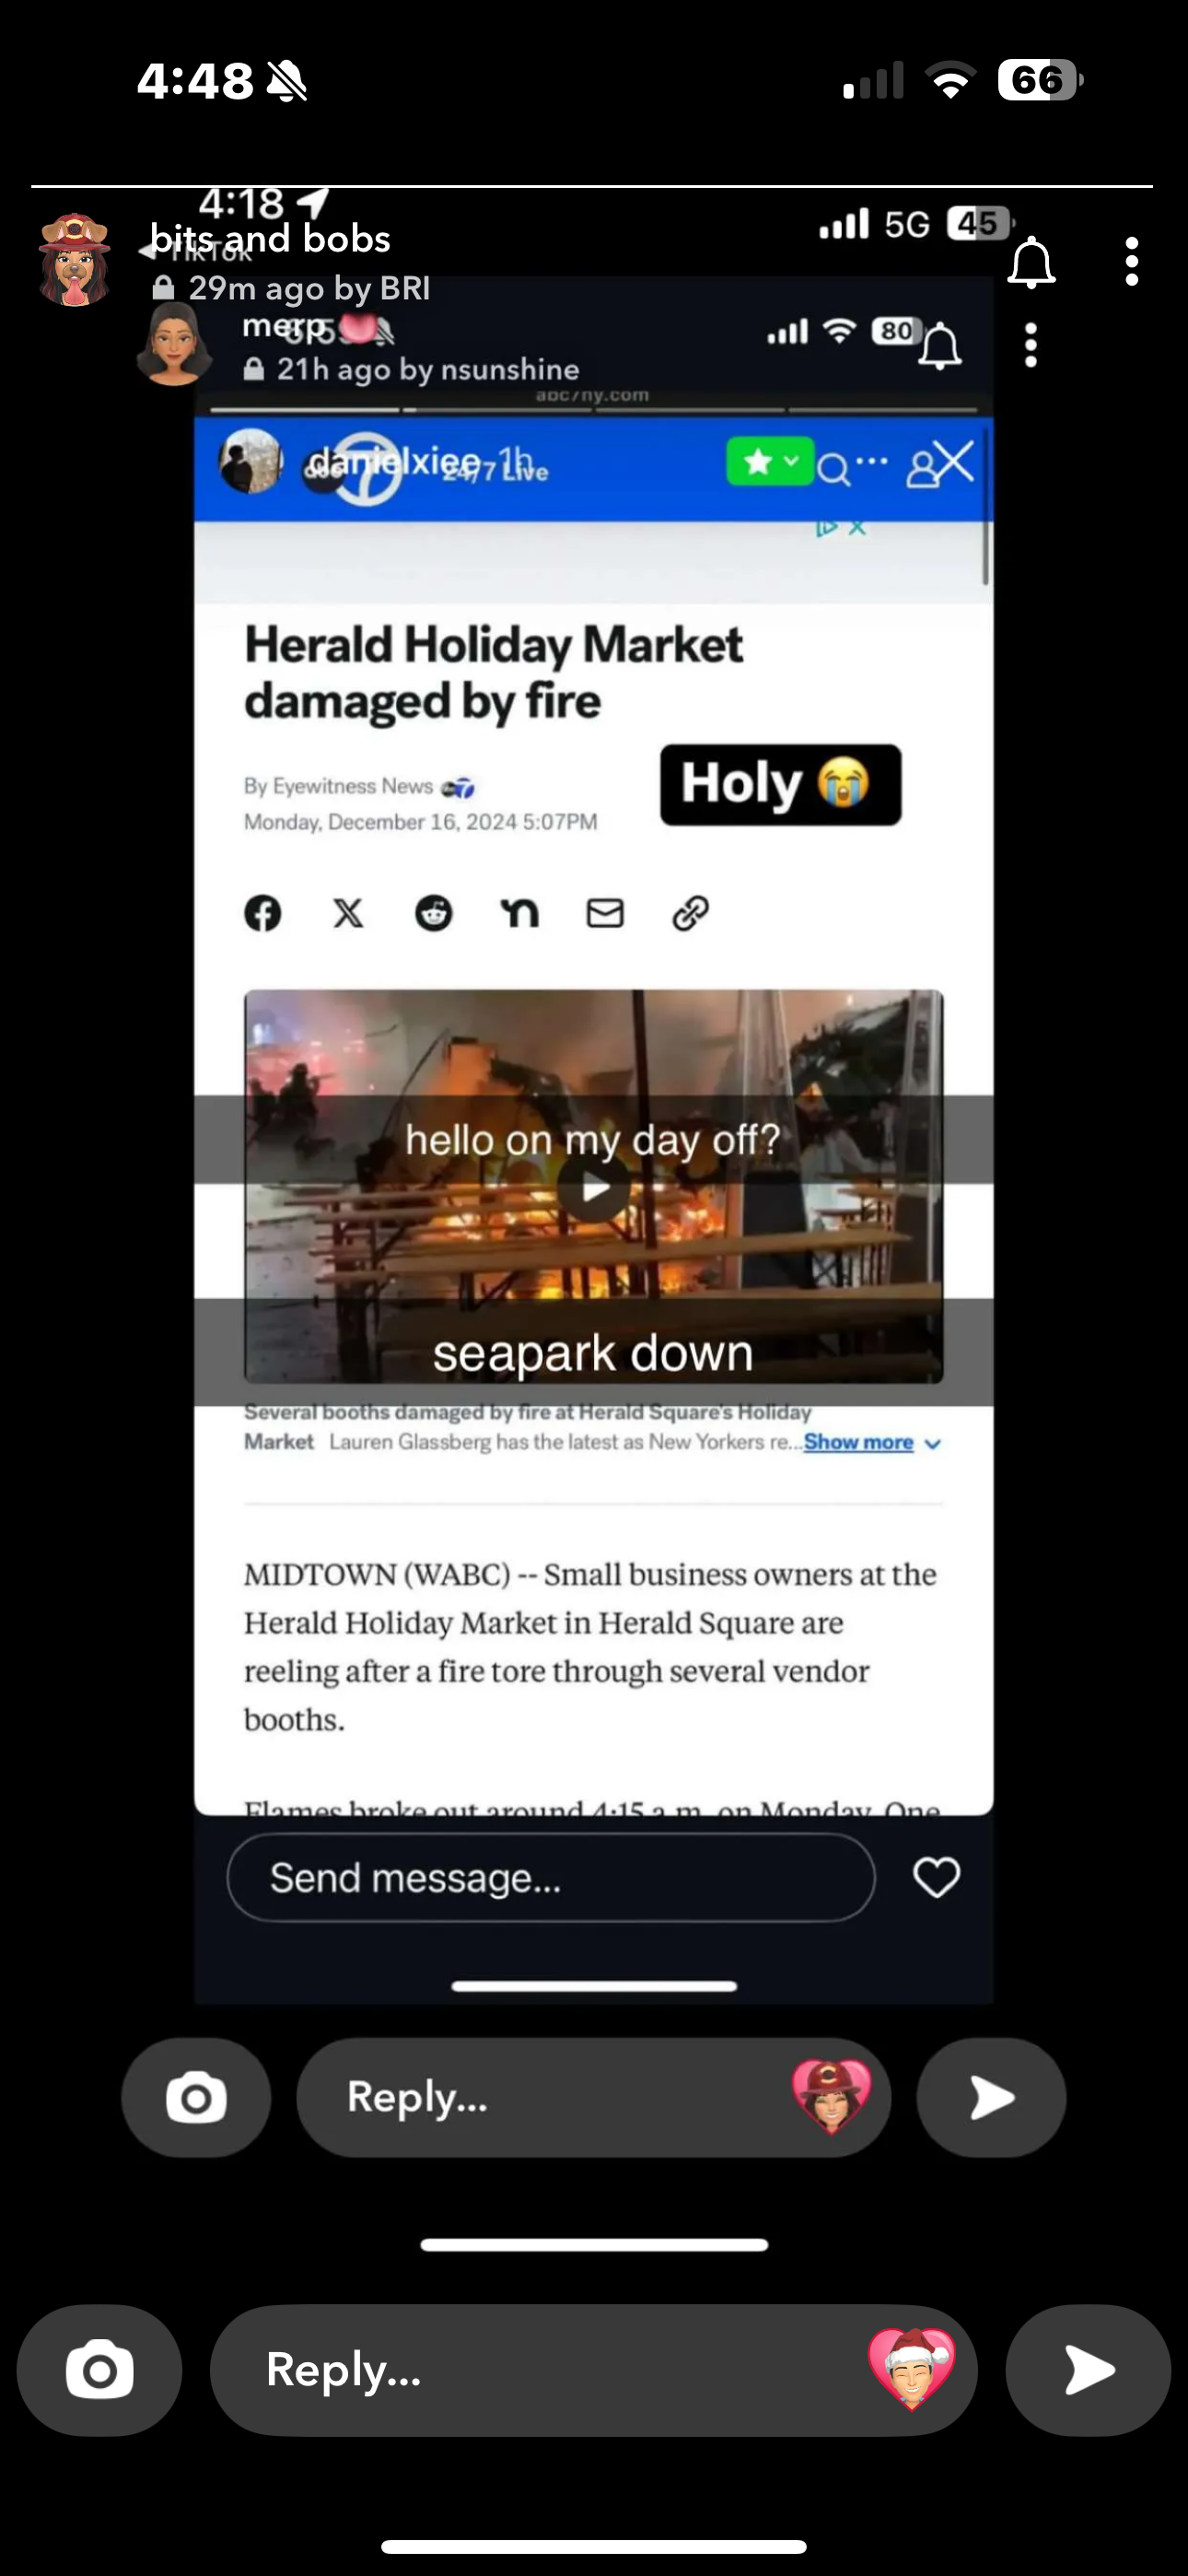 4:48
66
4:18
5G 45
bits and bobs
TikTok
29m ago by BRI
merp
80
21h ago by nsunshine
abc7ny.com
danielxiee 1h
24/7 Live
Herald Holiday Market
damaged by fire
Holy 😭
By Eyewitness News
Monday, December 16, 2024 5:07PM
hello on my day off?
seapark down
Several booths damaged by fire at Herald Square's Holiday
Market Lauren Glassberg has the latest as New Yorkers re...Show more
MIDTOWN (WABC) -- Small business owners at the
Herald Holiday Market in Herald Square are
reeling after a fire tore through several vendor
booths.
Flames broke out around 4:15 a.m. on Monday. One
Send message...
Reply...
Reply...